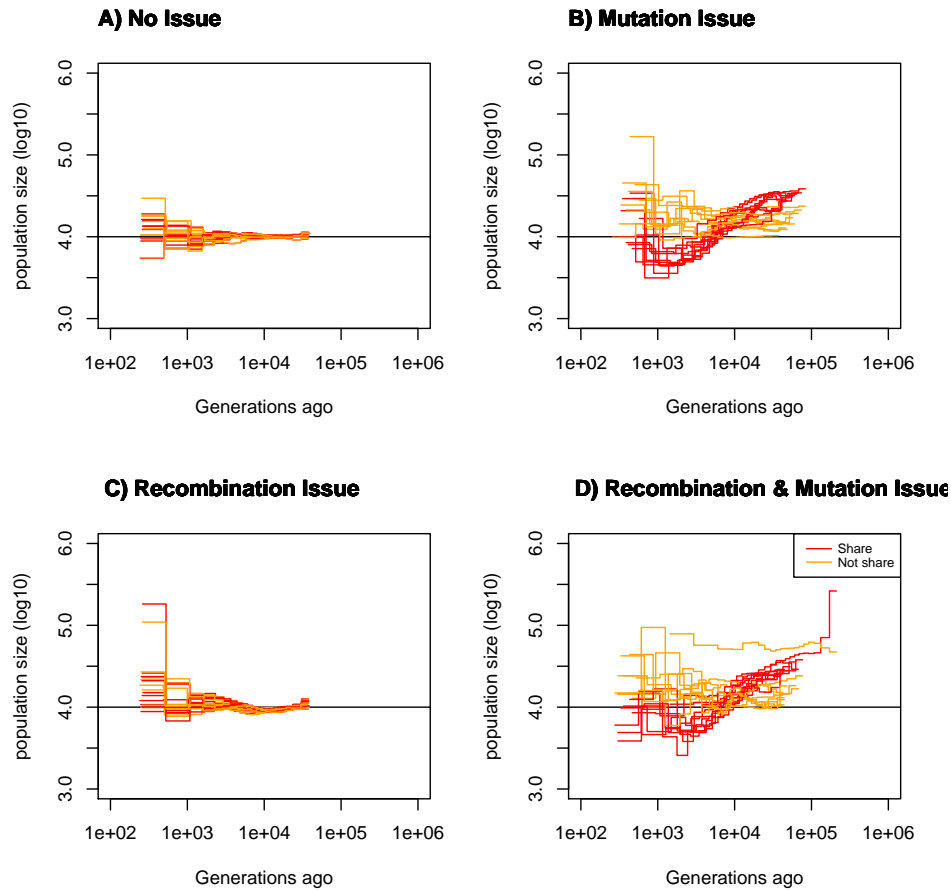 A) No Issue
population size (log10)
6.0
5.0
4.0
3.0
1e+02 1e+03 1e+04 1e+05 1e+06
Generations ago
B) Mutation Issue
population size (log10)
6.0
5.0
4.0
3.0
1e+02 1e+03 1e+04 1e+05 1e+06
Generations ago
C) Recombination Issue
population size (log10)
6.0
5.0
4.0
3.0
1e+02 1e+03 1e+04 1e+05 1e+06
Generations ago
D) Recombination & Mutation Issue
population size (log10)
6.0
5.0
4.0
3.0
Share
Not share
1e+02 1e+03 1e+04 1e+05 1e+06
Generations ago